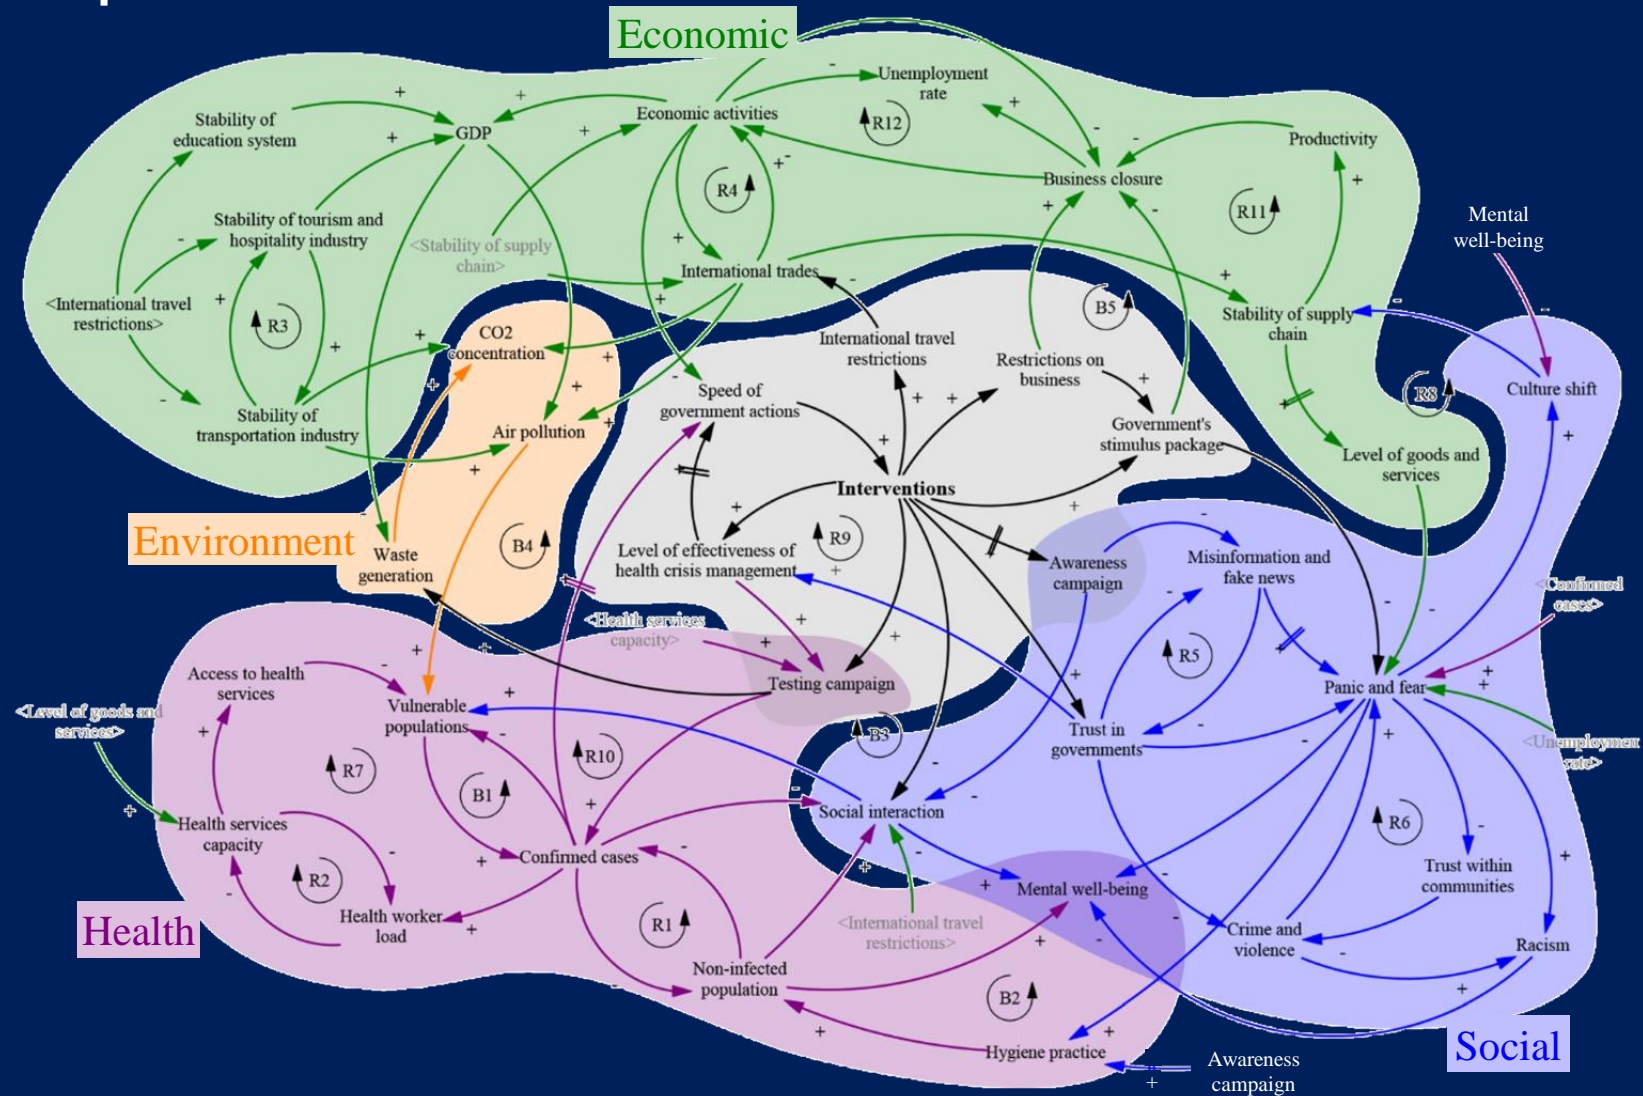 Economic
Unemployment
rate
Stability of
education system
GDP
Economic activities
R12
Productivity
Business closure
R4
R11
Stability of tourism and
hospitality industry
<Stability of supply
chain>
International trades
Mental
well-being
<International travel
restrictions>
R3
B5
Stability of supply
chain
CO2
concentration
International travel
restrictions
Restrictions on
business
Culture shift
R8
Speed of
government actions
Stability of
transportation industry
Air pollution
Government's
stimulus package
Level of goods and
services
Interventions
Environment
B4
R9
Waste
generation
Level of effectiveness of
health crisis management
Awareness
campaign
Misinformation and
fake news
<Confirmed
cases>
<Health services
capacity>
R5
Access to health
services
Testing campaign
Panic and fear
<Level of goods and
services>
Vulnerable
populations
Trust in
governments
B3
<Unemploymen
rate>
R7
R10
B1
Social interaction
R6
Health services
capacity
Confirmed cases
Trust within
communities
R2
Mental well-being
Health
Health worker
load
R1
<International travel
restrictions>
Crime and
violence
Racism
Non-infected
population
B2
Social
Hygiene practice
Awareness
campaign